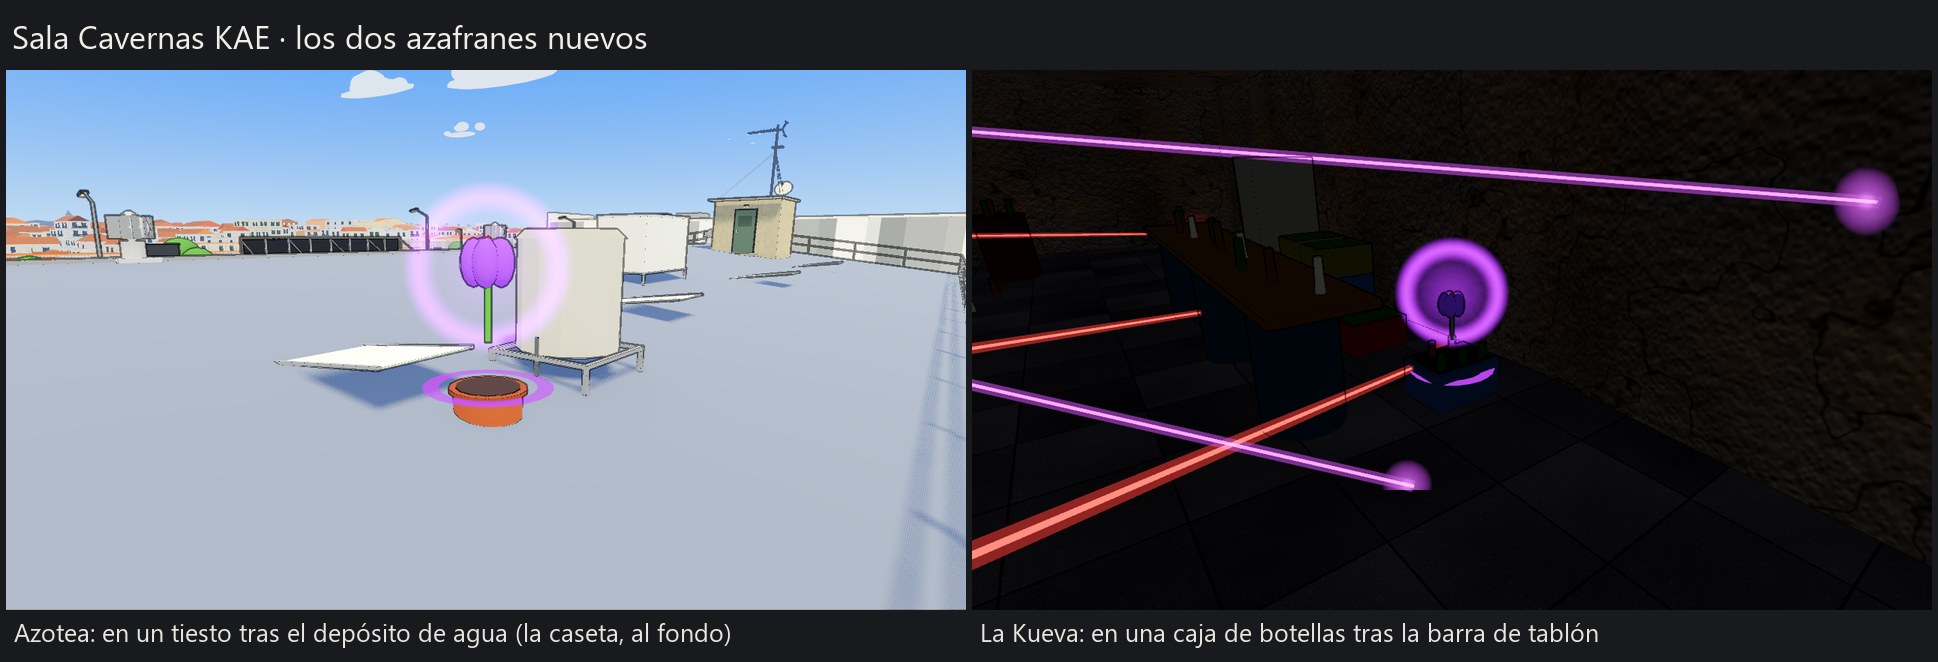 Sala Cavernas KAE · los dos azafranes nuevos
Azotea: en un tiesto tras el depósito de agua (la caseta, al fondo)
La Kueva: en una caja de botellas tras la barra de tablón